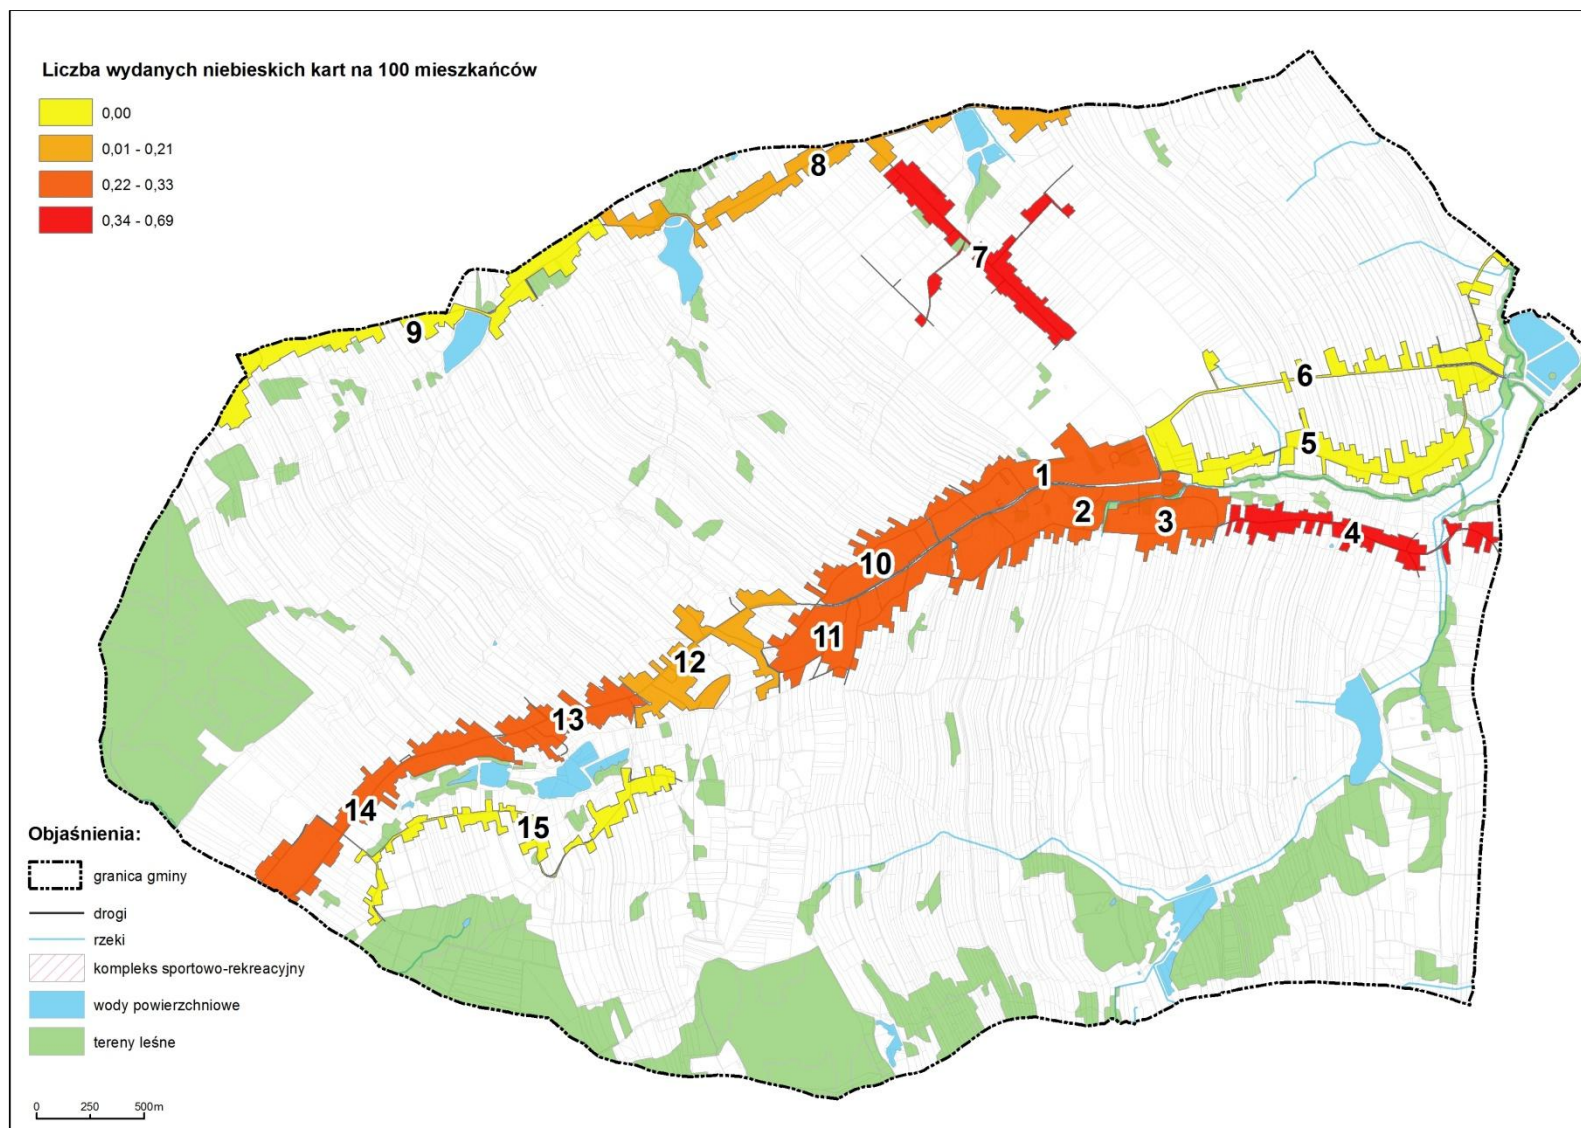 Liczba wydanych niebieskich kart na 100 mieszkańców
0,00
0,01 - 0,21
0,22 - 0,33
0,34 - 0,69
8
7
9
6
5
1
2
3
4
10
11
12
13
14
15
Objaśnienia:
granica gminy
drogi
rzeki
kompleks sportowo-rekreacyjny
wody powierzchniowe
tereny leśne
0 250 500m